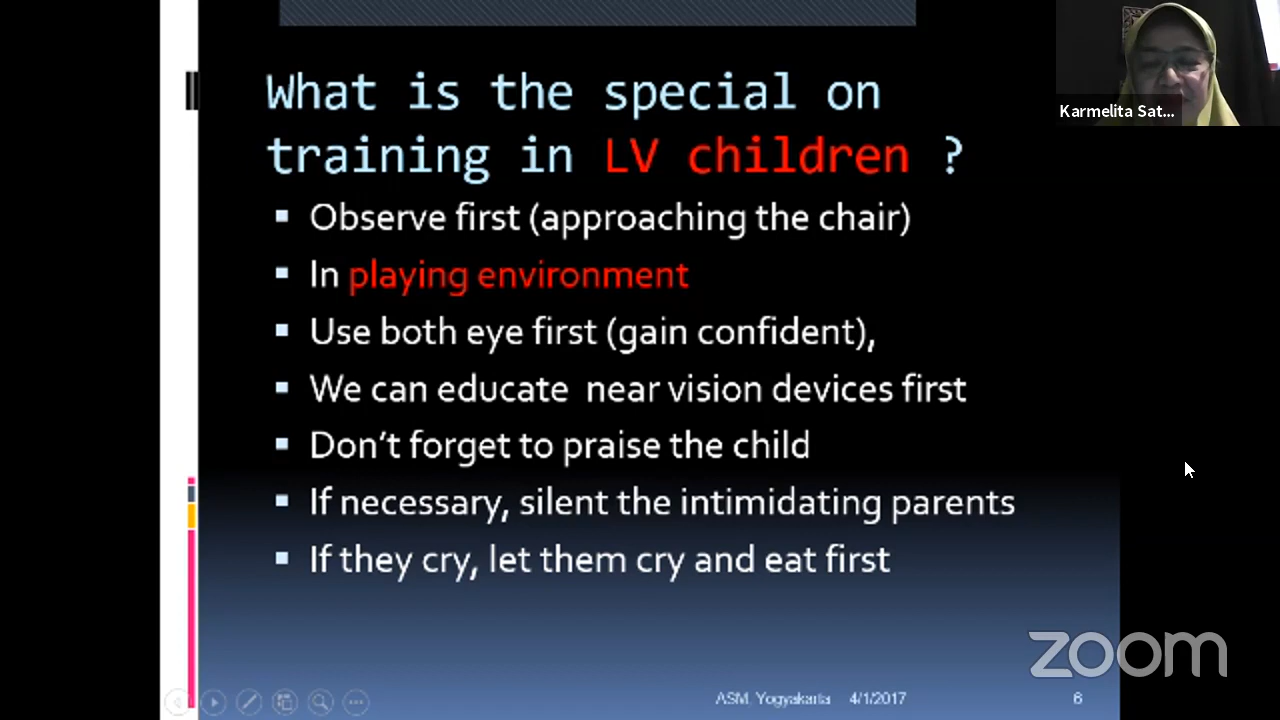 What is the special on
training in LV children ?
Observe first (approaching the chair)
In playing environment
Use both eye first (gain confident),
We can educate near vision devices first
Don't forget to praise the child
If necessary, silent the intimidating parents
If they cry, let them cry and eat first
ASM, Yogyakarta 4/1/2017 6
Karmelita Sat...
zoom